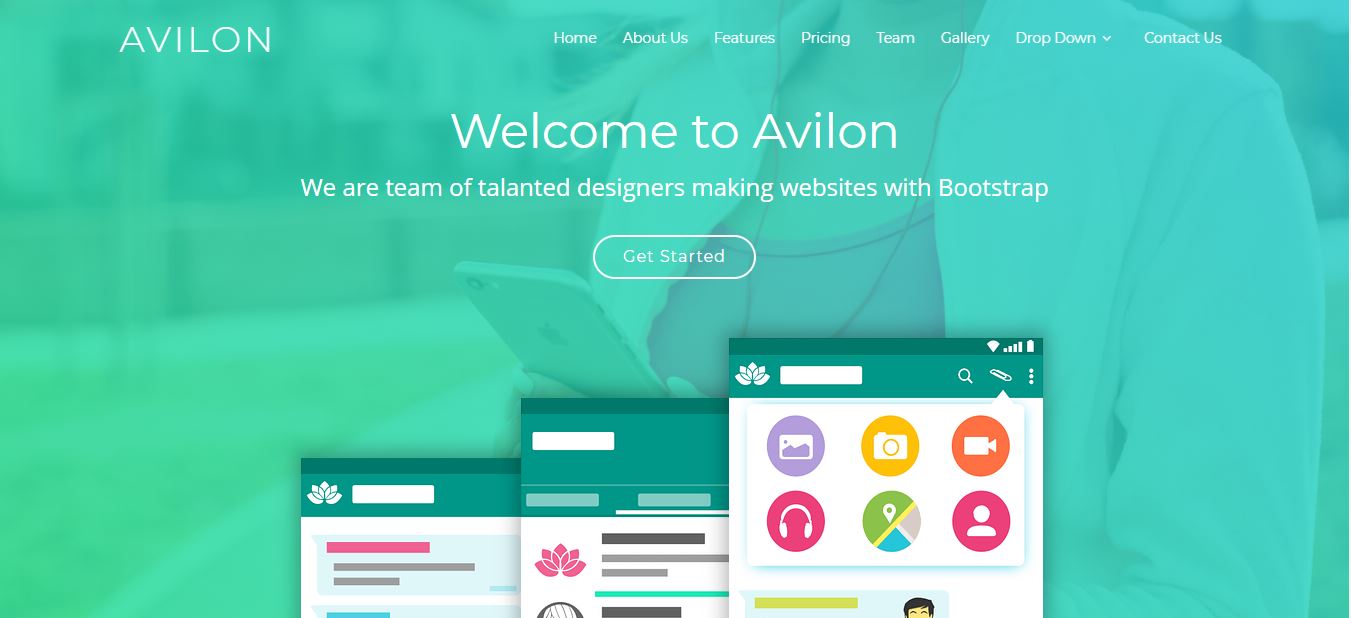 AVILON
Home About Us Features Pricing Team Gallery Drop Down Contact Us
Welcome to Avilon
We are team of talanted designers making websites with Bootstrap
Get Started